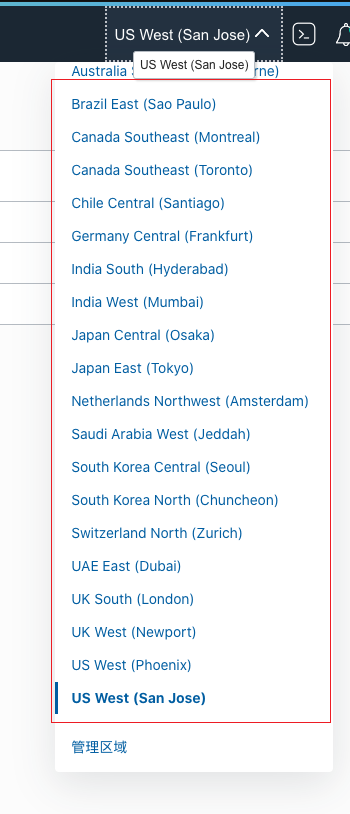 US West (San Jose)
US West (San Jose)
Australia S rne)
Brazil East (Sao Paulo)
Canada Southeast (Montreal)
Canada Southeast (Toronto)
Chile Central (Santiago)
Germany Central (Frankfurt)
India South (Hyderabad)
India West (Mumbai)
Japan Central (Osaka)
Japan East (Tokyo)
Netherlands Northwest (Amsterdam)
Saudi Arabia West (Jeddah)
South Korea Central (Seoul)
South Korea North (Chuncheon)
Switzerland North (Zurich)
UAE East (Dubai)
UK South (London)
UK West (Newport)
US West (Phoenix)
US West (San Jose)
管理区域